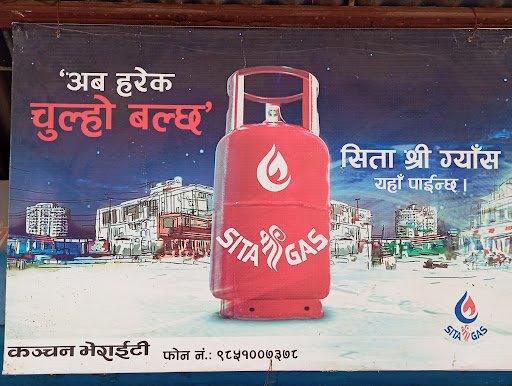 'अब हरेक
चुल्हो बल्छ'
सिता श्री ग्याँस
यहाँ पाईन्छ।
SITA श्री GAS
SITA श्री GAS
कञ्चन भेराईटी फोन नं.: ९८५१००७३७८